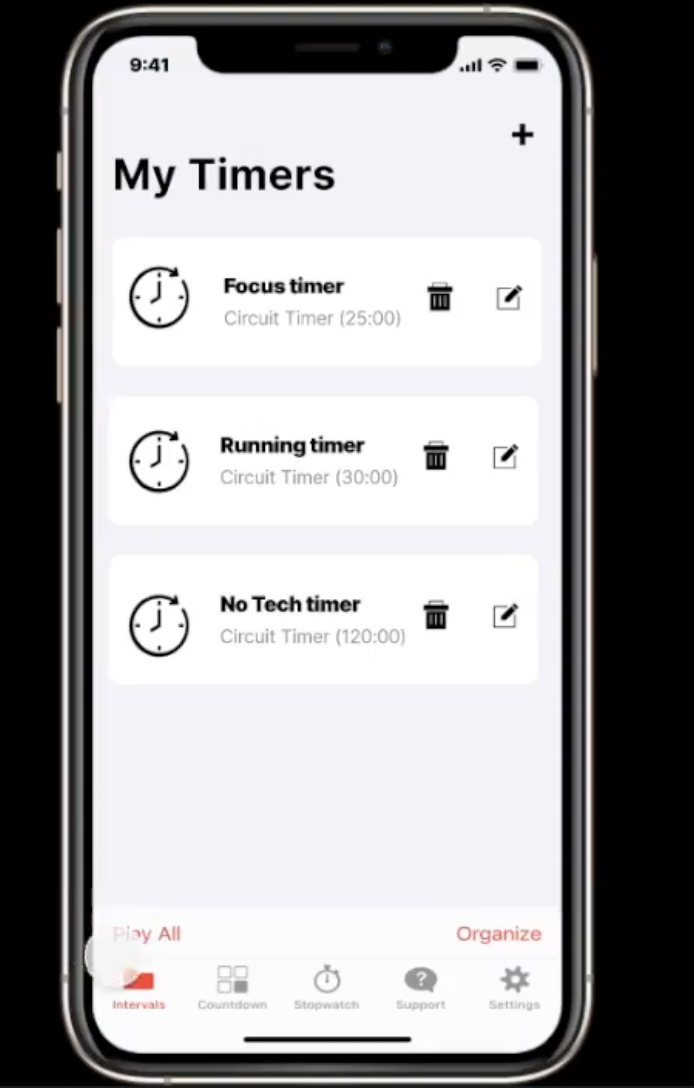 9:41
+
My Timers
Focus timer
Circuit Timer (25:00)
Running timer
Circuit Timer (30:00)
No Tech timer
Circuit Timer (120:00)
Play All Organize
?
Intervals Countdown Stopwatch Support Settings